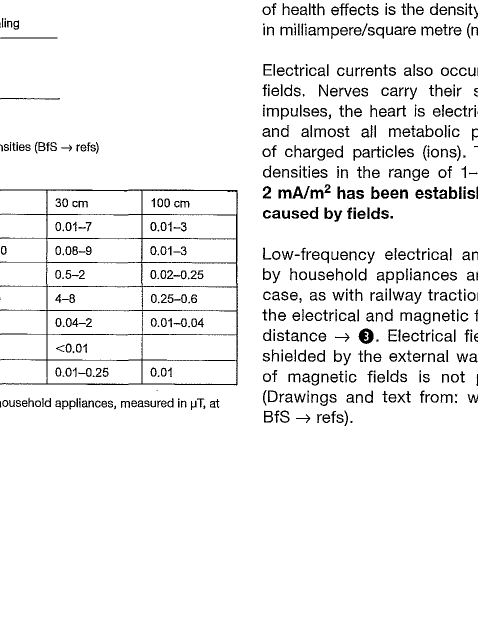 ling
nsities (BfS → refs)
30 cm 100 cm
0.01–7 0.01–3
0 0.08–9 0.01–3
0.5–2 0.02–0.25
4–8 0.25–0.6
0.04–2 0.01–0.04
<0.01
0.01–0.25 0.01
ousehold appliances, measured in µT, at
of health effects is the density
in milliampere/square metre (m
Electrical currents also occur
fields. Nerves carry their s
impulses, the heart is electri
and almost all metabolic p
of charged particles (ions). T
densities in the range of 1–
2 mA/m² has been establish
caused by fields.
Low-frequency electrical an
by household appliances ar
case, as with railway traction
the electrical and magnetic f
distance → ❸. Electrical fie
shielded by the external wa
of magnetic fields is not p
(Drawings and text from: w
BfS → refs).